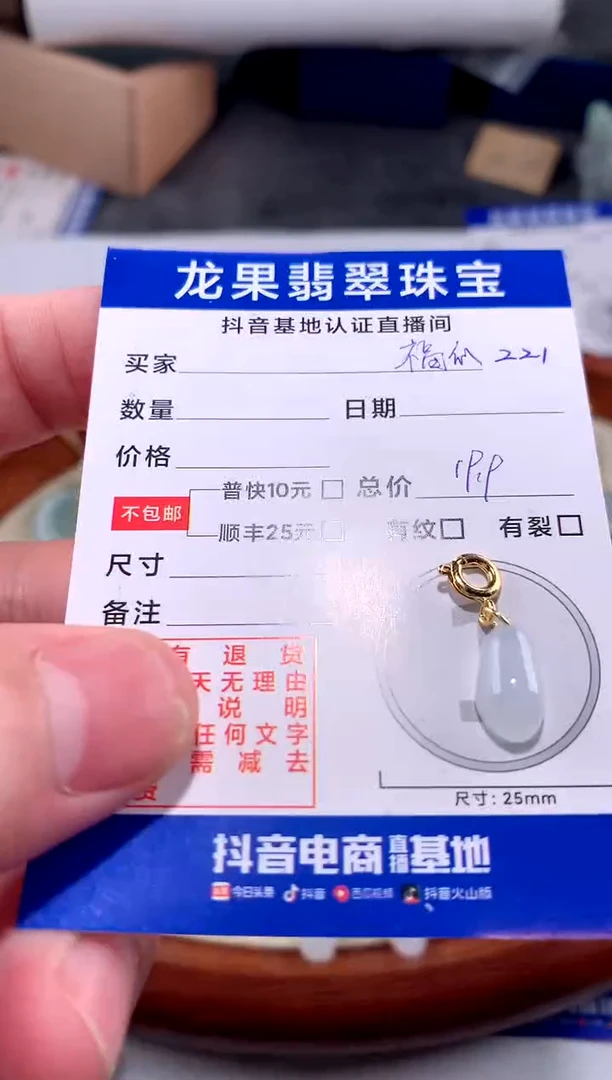 龙果翡翠珠宝
抖音基地认证直播间
买家 福瓜 221
数量 日期
价格
普快10元 总价
不包邮
顺丰25元 有纹 有裂
尺寸
备注
有退货
天无理由
说明
任何文字
需减去
费
尺寸:25mm
抖音电商直播基地
今日头条 抖音 西瓜视频 抖音火山版